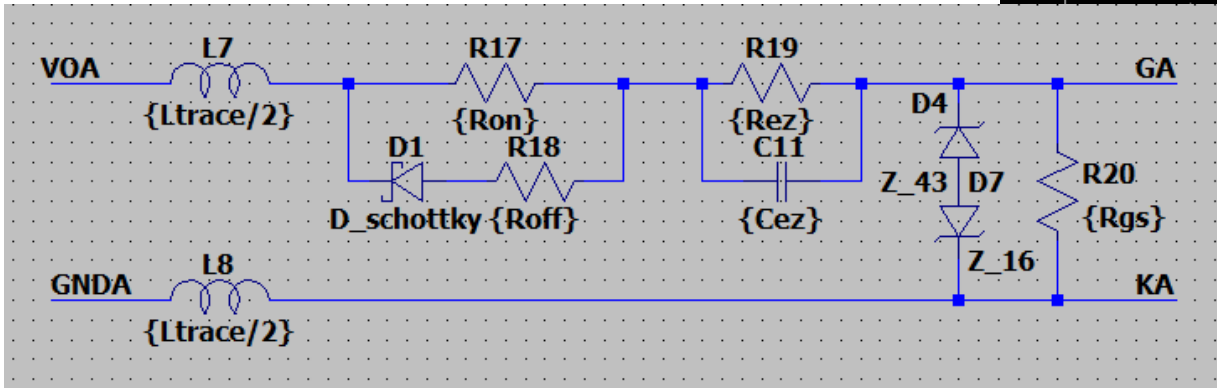 L7 R17 R19
VOA GA
{Ltrace/2} {Ron} {Rez} D4
D1 R18 C11
Z_43 D7 R20
D_schottky {Roff} {Cez} {Rgs}
L8 Z_16
GNDA KA
{Ltrace/2}